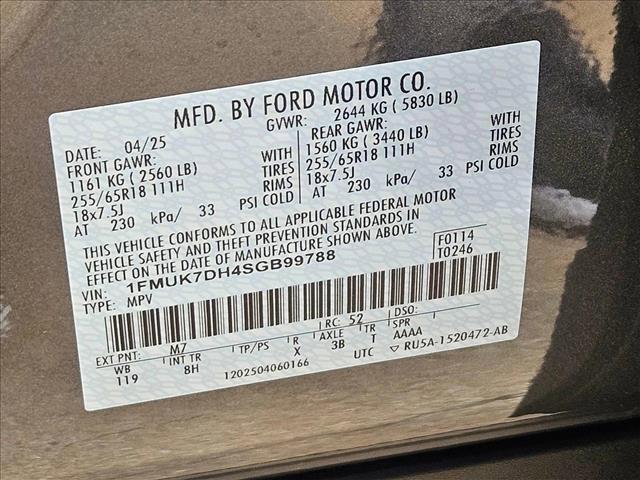 MFD. BY FORD MOTOR CO.
DATE: 04/25 GVWR: 2644 KG ( 5830 LB)
FRONT GAWR: REAR GAWR:
1161 KG ( 2560 LB) WITH 1560 KG ( 3440 LB) WITH
255/65R18 111H TIRES 255/65R18 111H TIRES
18x7.5J RIMS 18x7.5J RIMS
AT 230 kPa/ 33 PSI COLD AT 230 kPa/ 33 PSI COLD
THIS VEHICLE CONFORMS TO ALL APPLICABLE FEDERAL MOTOR
VEHICLE SAFETY AND THEFT PREVENTION STANDARDS IN
EFFECT ON THE DATE OF MANUFACTURE SHOWN ABOVE.
VIN: 1FMUK7DH4SGB99788 F0114
TYPE: MPV T0246
EXT PNT: M7 RC: 52 DSO:
WB INT TR TP/PS R AXLE TR SPR
119 8H X 3B T AAAA
1202504060166 UTC ▽ RU5A-1520472-AB